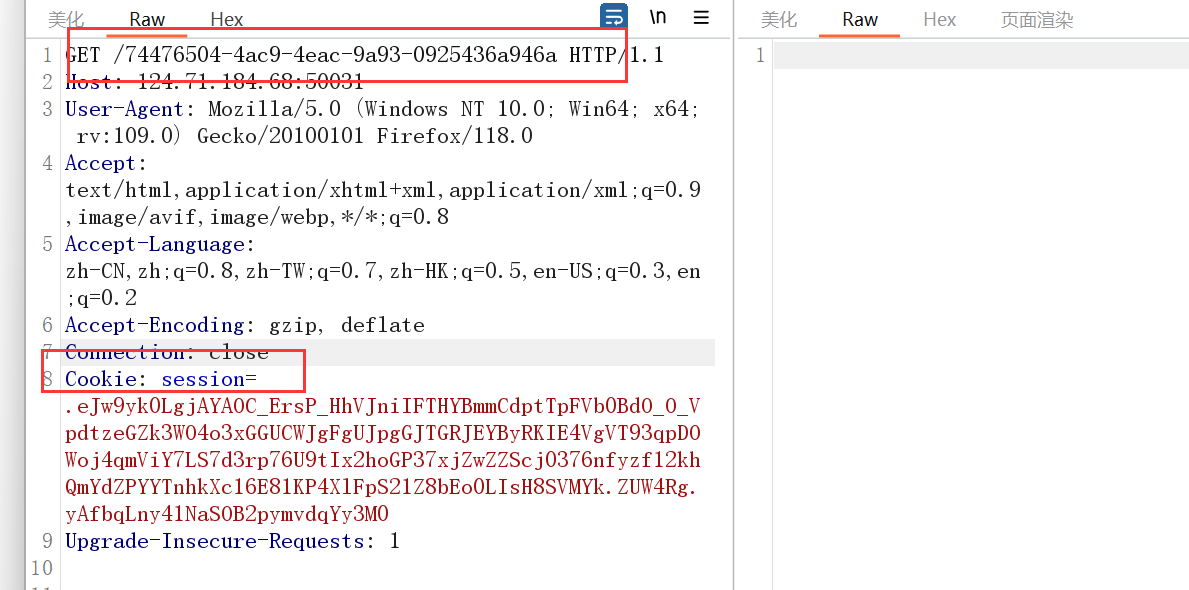 美化 Raw Hex \n ☰
1 GET /74476504-4ac9-4eac-9a93-0925436a946a HTTP/1.1
2 Host: 124.71.184.68:50031
3 User-Agent: Mozilla/5.0 (Windows NT 10.0; Win64; x64;
rv:109.0) Gecko/20100101 Firefox/118.0
4 Accept:
text/html,application/xhtml+xml,application/xml;q=0.9
,image/avif,image/webp,*/*;q=0.8
5 Accept-Language:
zh-CN,zh;q=0.8,zh-TW;q=0.7,zh-HK;q=0.5,en-US;q=0.3,en
;q=0.2
6 Accept-Encoding: gzip, deflate
7 Connection: close
8 Cookie: session=
.eJw9ykOLgjAYAOC_ErsP_HhVJniIFTHYBmmCdptTpFVbOBdO_O_V
pdtzeGZk3WO4o3xGGUCWJgFgUJpgGJTGRJEYByRKIE4VgVT93qpDO
Woj4qmViY7LS7d3rp76U9tIx2hoGP37xjZwZZScjO376nfyzf12kh
QmYdZPYYTnhkXc16E81KP4XlFpS21Z8bEoOLIsH8SVMYk.ZUW4Rg.
yAfbqLny41NaSOB2pymvdqYy3MO
9 Upgrade-Insecure-Requests: 1
10
美化 Raw Hex 页面渲染
1